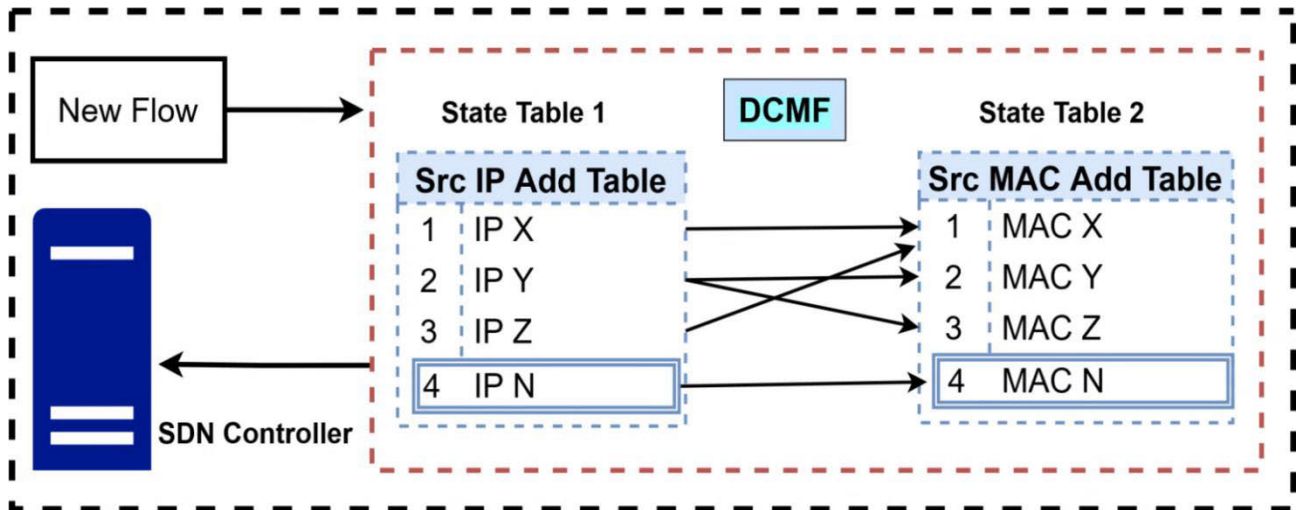 New Flow
State Table 1
DCMF
State Table 2
Src IP Add Table
1 IP X
2 IP Y
3 IP Z
4 IP N
Src MAC Add Table
1 MAC X
2 MAC Y
3 MAC Z
4 MAC N
SDN Controller